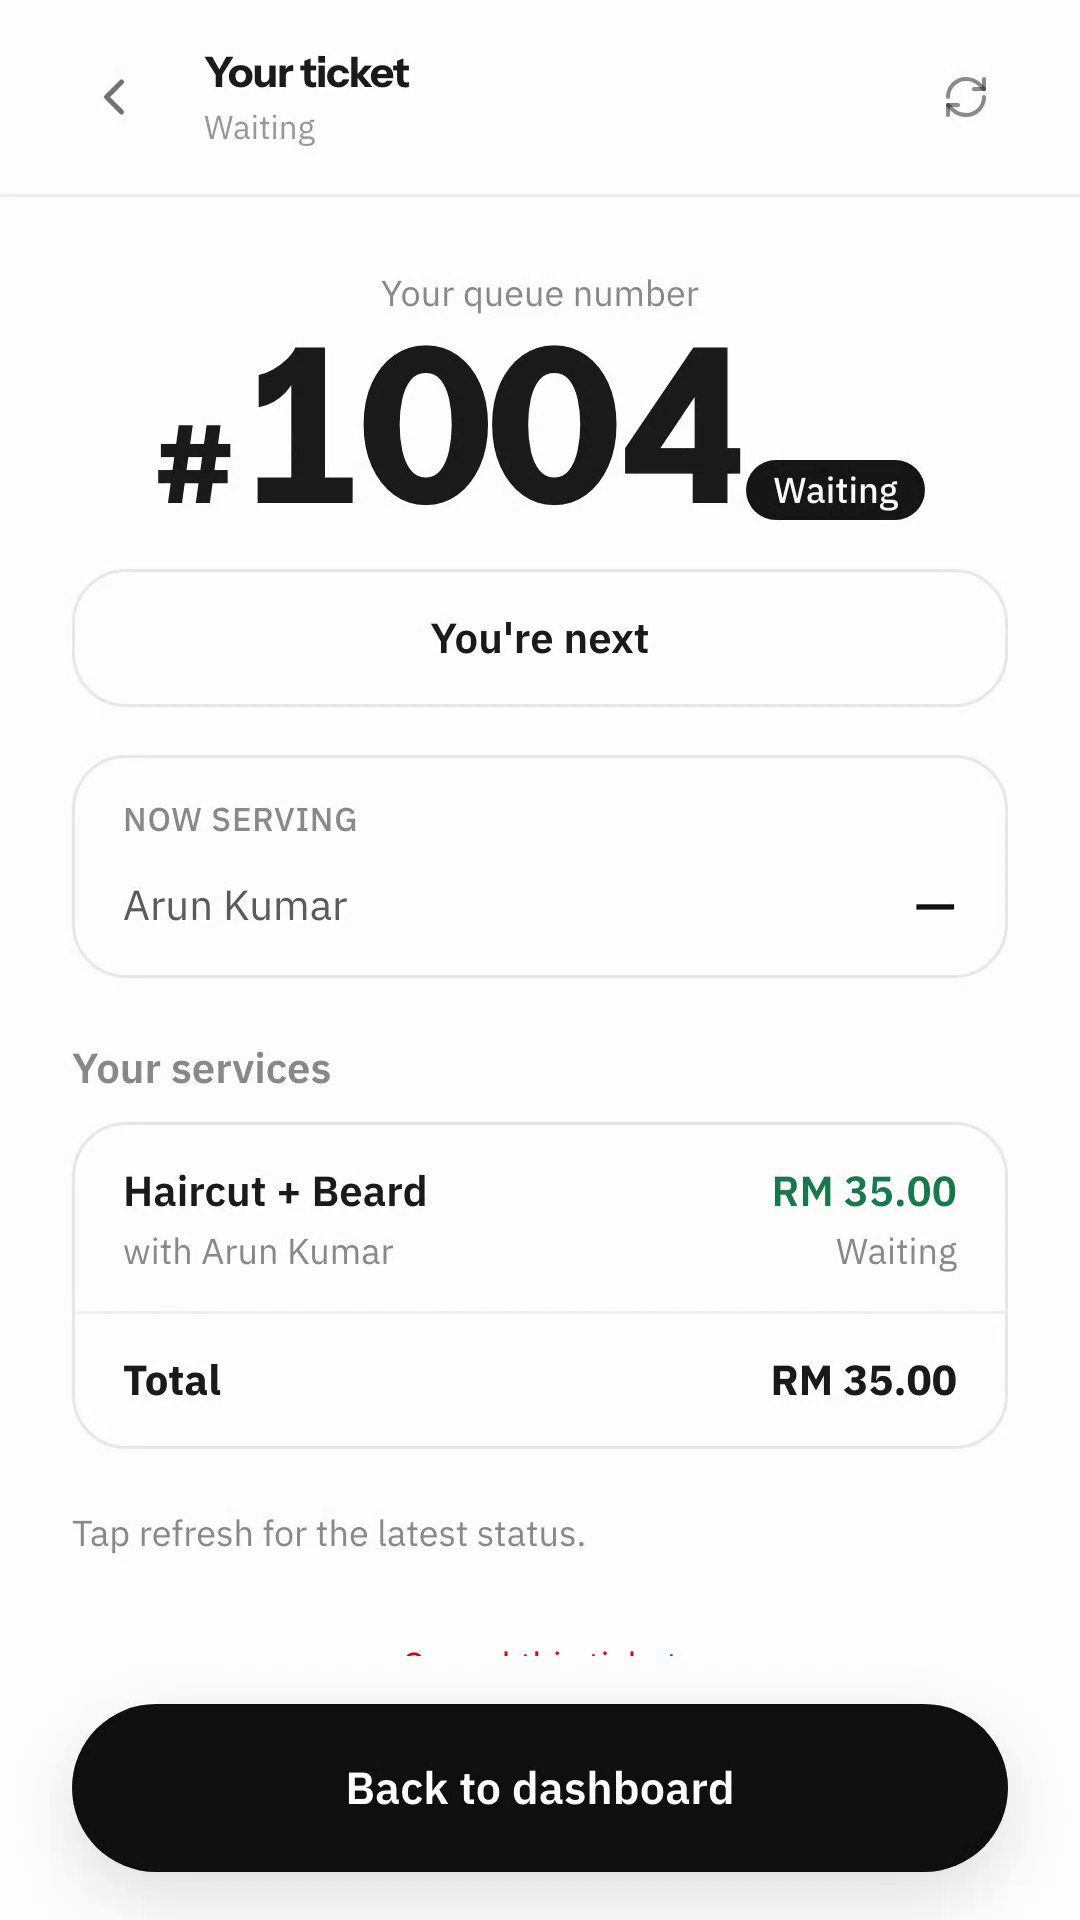 Your ticket
Waiting
Your queue number
#1004 Waiting
You're next
NOW SERVING
Arun Kumar —
Your services
Haircut + Beard RM 35.00
with Arun Kumar Waiting
Total RM 35.00
Tap refresh for the latest status.
Back to dashboard